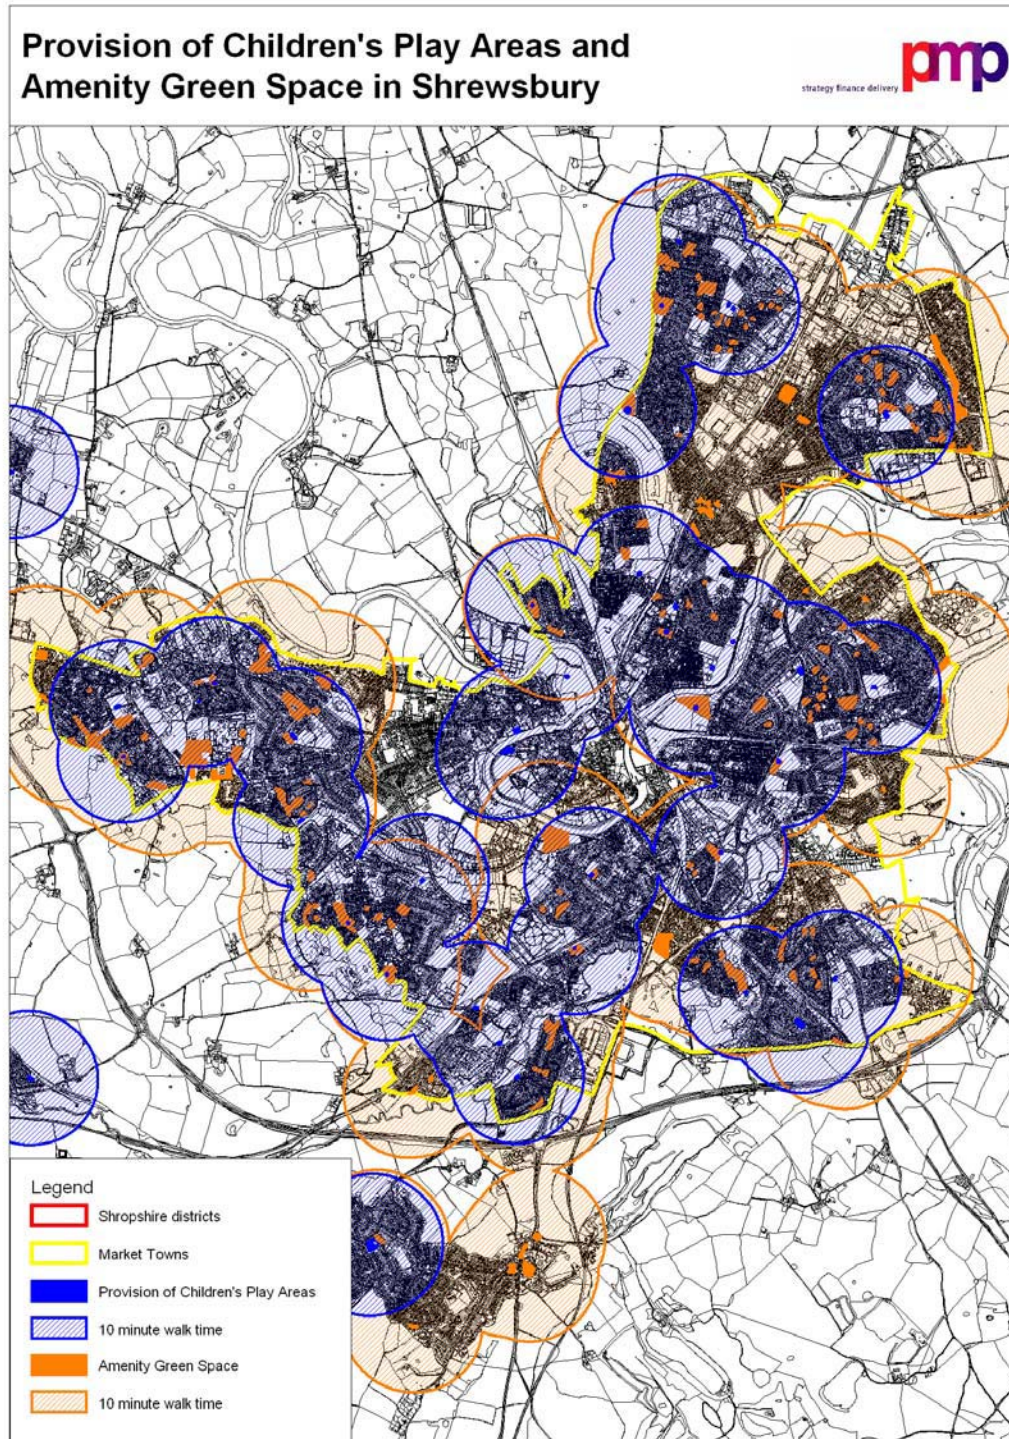 Provision of Children's Play Areas and
Amenity Green Space in Shrewsbury
strategy finance delivery
pmp
Legend
Shropshire districts
Market Towns
Provision of Children's Play Areas
10 minute walk time
Amenity Green Space
10 minute walk time